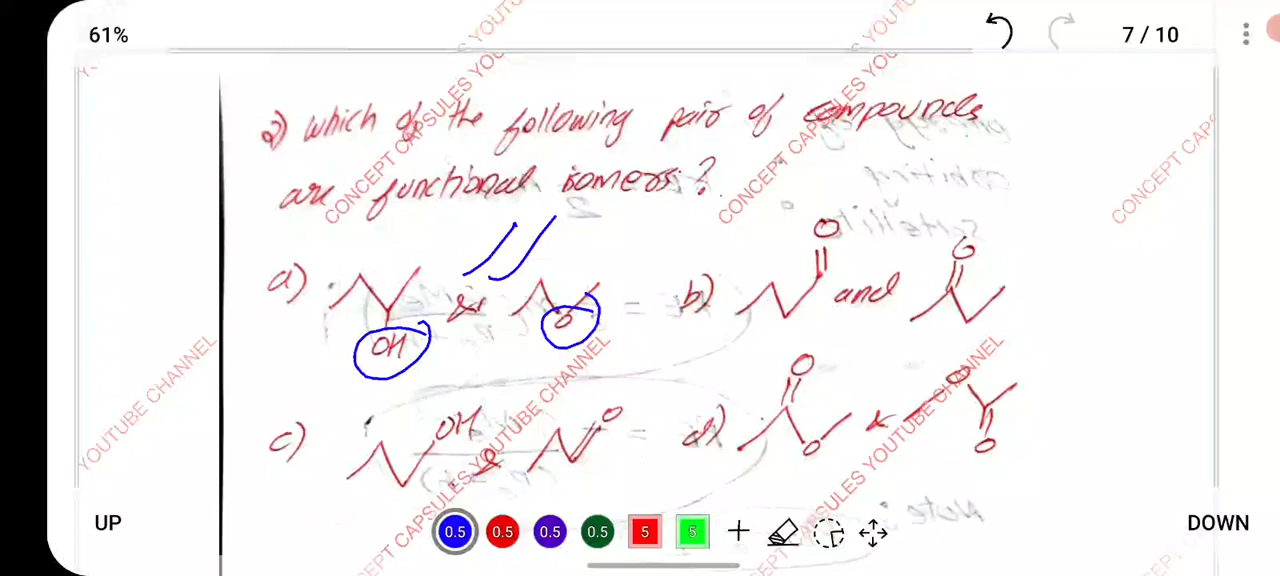 61%
7 / 10
2) which of the following pair of compounds
are functional isomers?
a) OH & O b) O and O
c) OH & O d) O O & O O
UP
0.5 0.5 0.5 0.5 5 5
DOWN
CONCEPT CAPSULES YOUTUBE CHANNEL